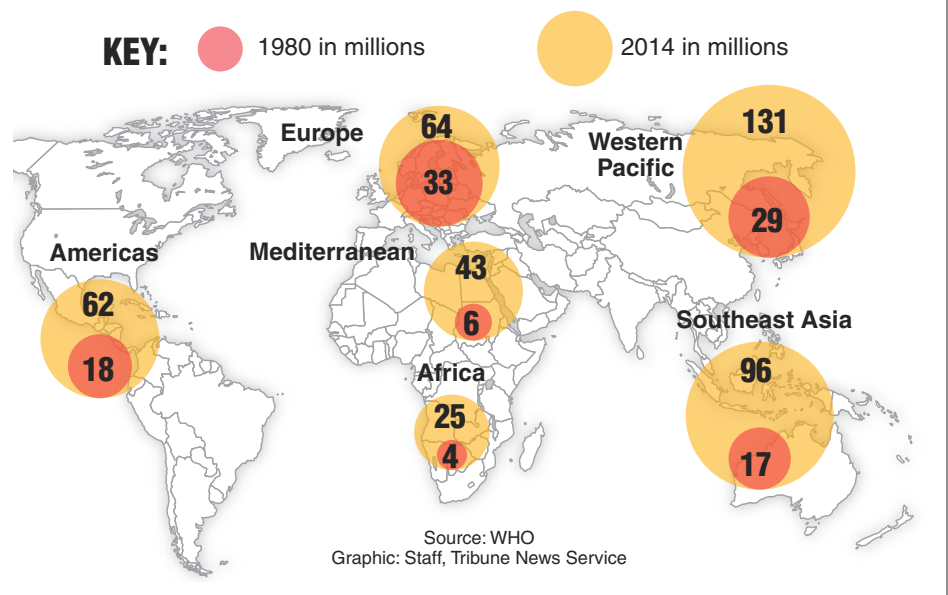 KEY: 1980 in millions 2014 in millions
Europe
64
33
Western
Pacific
131
29
Americas
62
18
Mediterranean
43
6
Southeast Asia
96
17
Africa
25
4
Source: WHO
Graphic: Staff, Tribune News Service